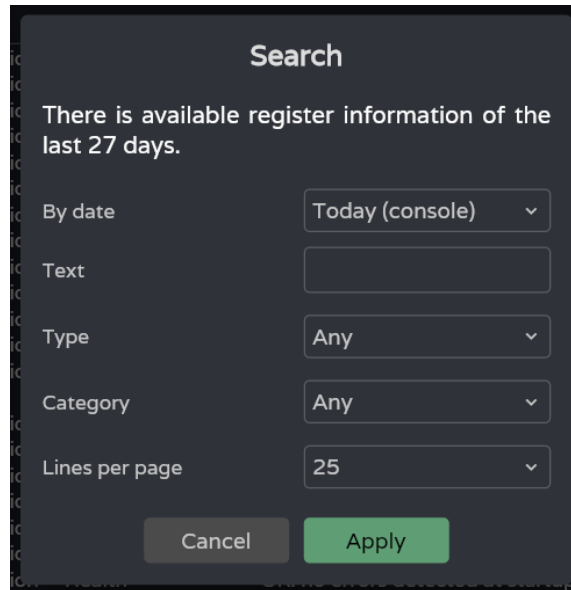 Search
There is available register information of the
last 27 days.
By date Today (console)
Text
Type Any
Category Any
Lines per page 25
Cancel Apply